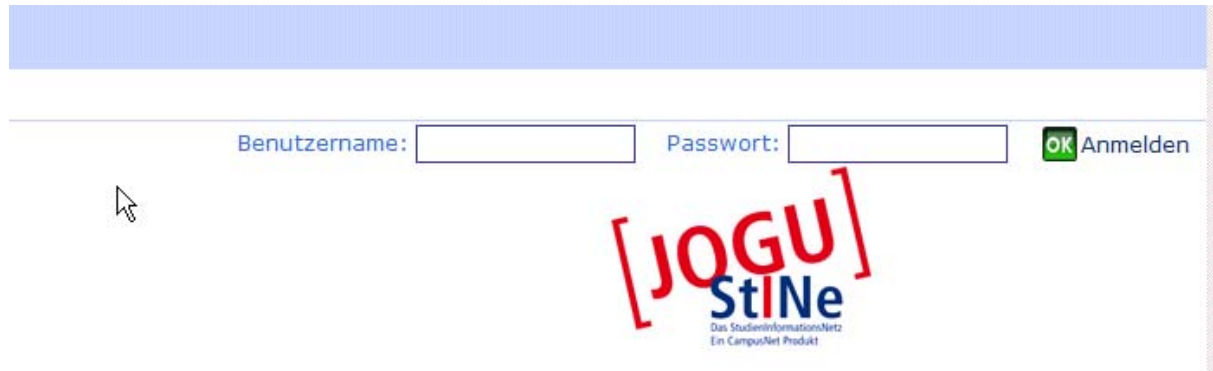 Benutzername: Passwort: OK Anmelden
[JOGU]
StINe
Das StudienInformationsNetz
Ein CampusNet Produkt